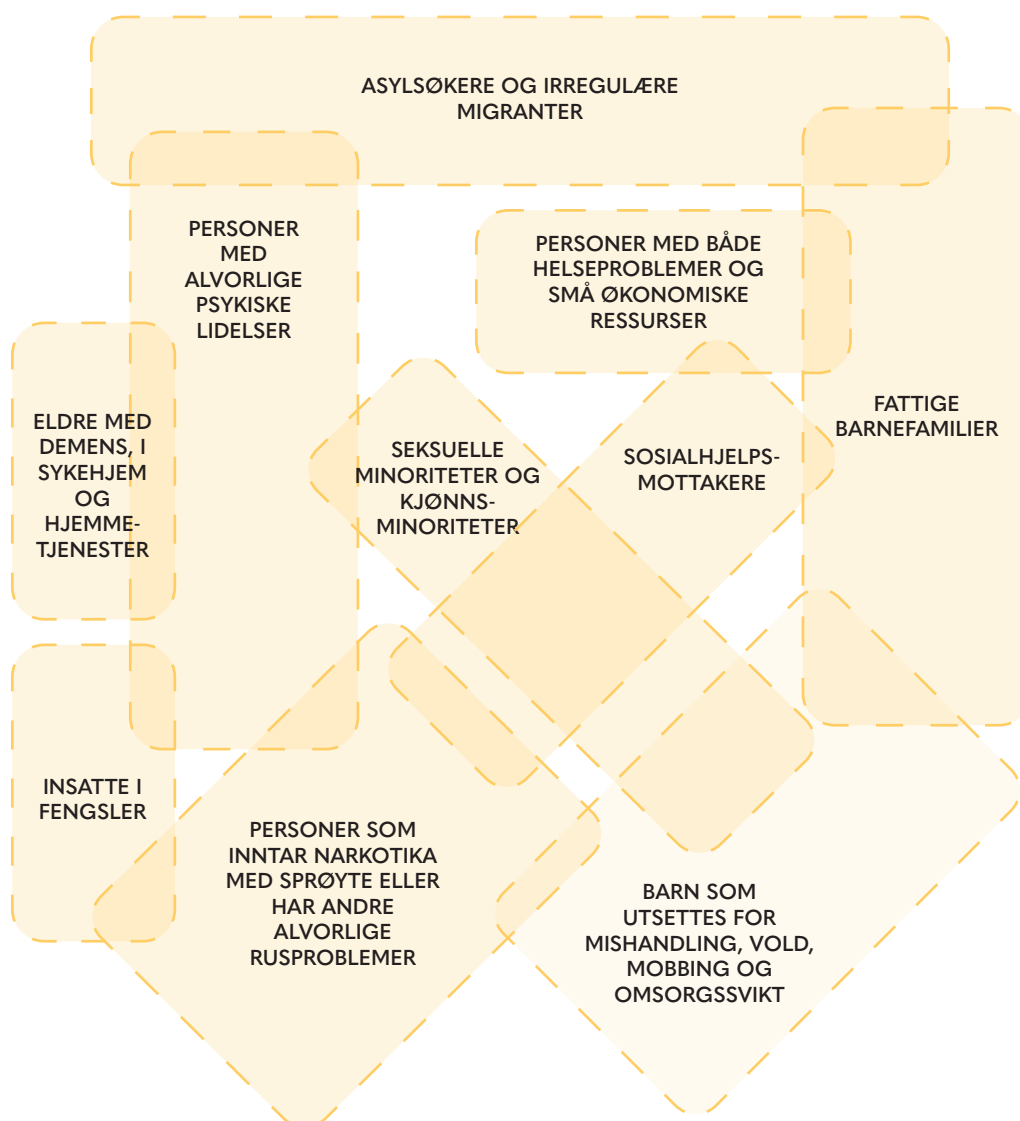 ASYLSØKERE OG IRREGULÆRE
MIGRANTER
PERSONER
MED
ALVORLIGE
PSYKISKE
LIDELSER
PERSONER MED BÅDE
HELSEPROBLEMER OG
SMÅ ØKONOMISKE
RESSURSER
ELDRE MED
DEMENS, I
SYKEHJEM
OG
HJEMME-
TJENESTER
SEKSUELLE
MINORITETER OG
KJØNNS-
MINORITETER
SOSIALHJELPS-
MOTTAKERE
FATTIGE
BARNEFAMILIER
INSATTE I
FENGSLER
PERSONER SOM
INNTAR NARKOTIKA
MED SPRØYTE ELLER
HAR ANDRE
ALVORLIGE
RUSPROBLEMER
BARN SOM
UTSETTES FOR
MISHANDLING, VOLD,
MOBBING OG
OMSORGSSVIKT